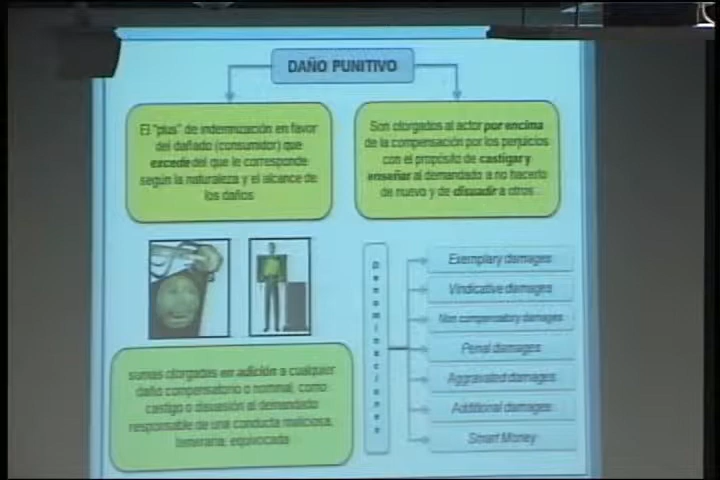 DAÑO PUNITIVO
El "plus" de indemnización en favor
del dañado (consumidor) que
excede del que le corresponde
según la naturaleza y el alcance de
los daños
Son otorgados al actor por encima
de la compensación por los perjuicios
con el propósito de castigar y
enseñar al demandado a no hacerlo
de nuevo y de disuadir a otros.
sumas otorgadas en adición a cualquier
daño compensatorio o nominal, como
castigo o disuasión al demandado
responsable de una conducta maliciosa,
temeraria, equivocada
Denominaciones
Exemplary damages
Vindicative damages
Non compensatory damages
Penal damages
Aggravated damages
Additional damages
Smart Money